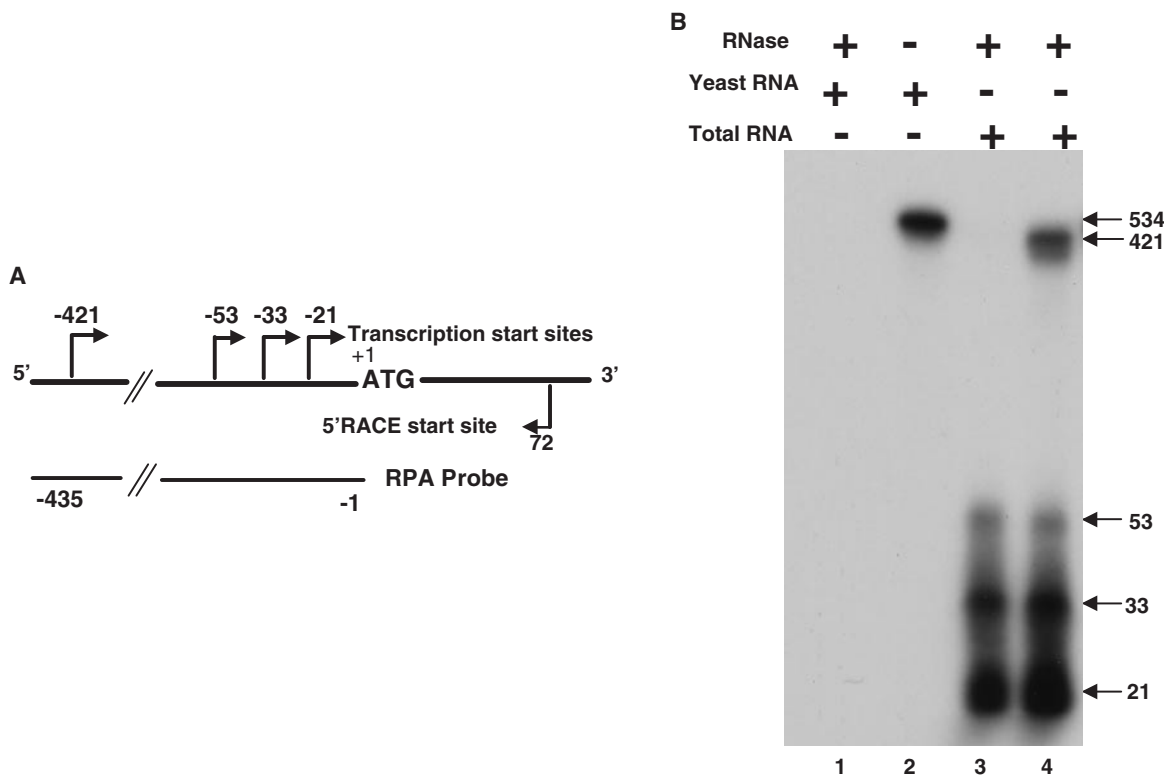 A
-421
-53
-33
-21
Transcription start sites
+1
5’
ATG
3’
5’RACE start site
72
RPA Probe
-435
-1
B
RNase + - + +
Yeast RNA + + - -
Total RNA - - + +
534
421
53
33
21
1 2 3 4